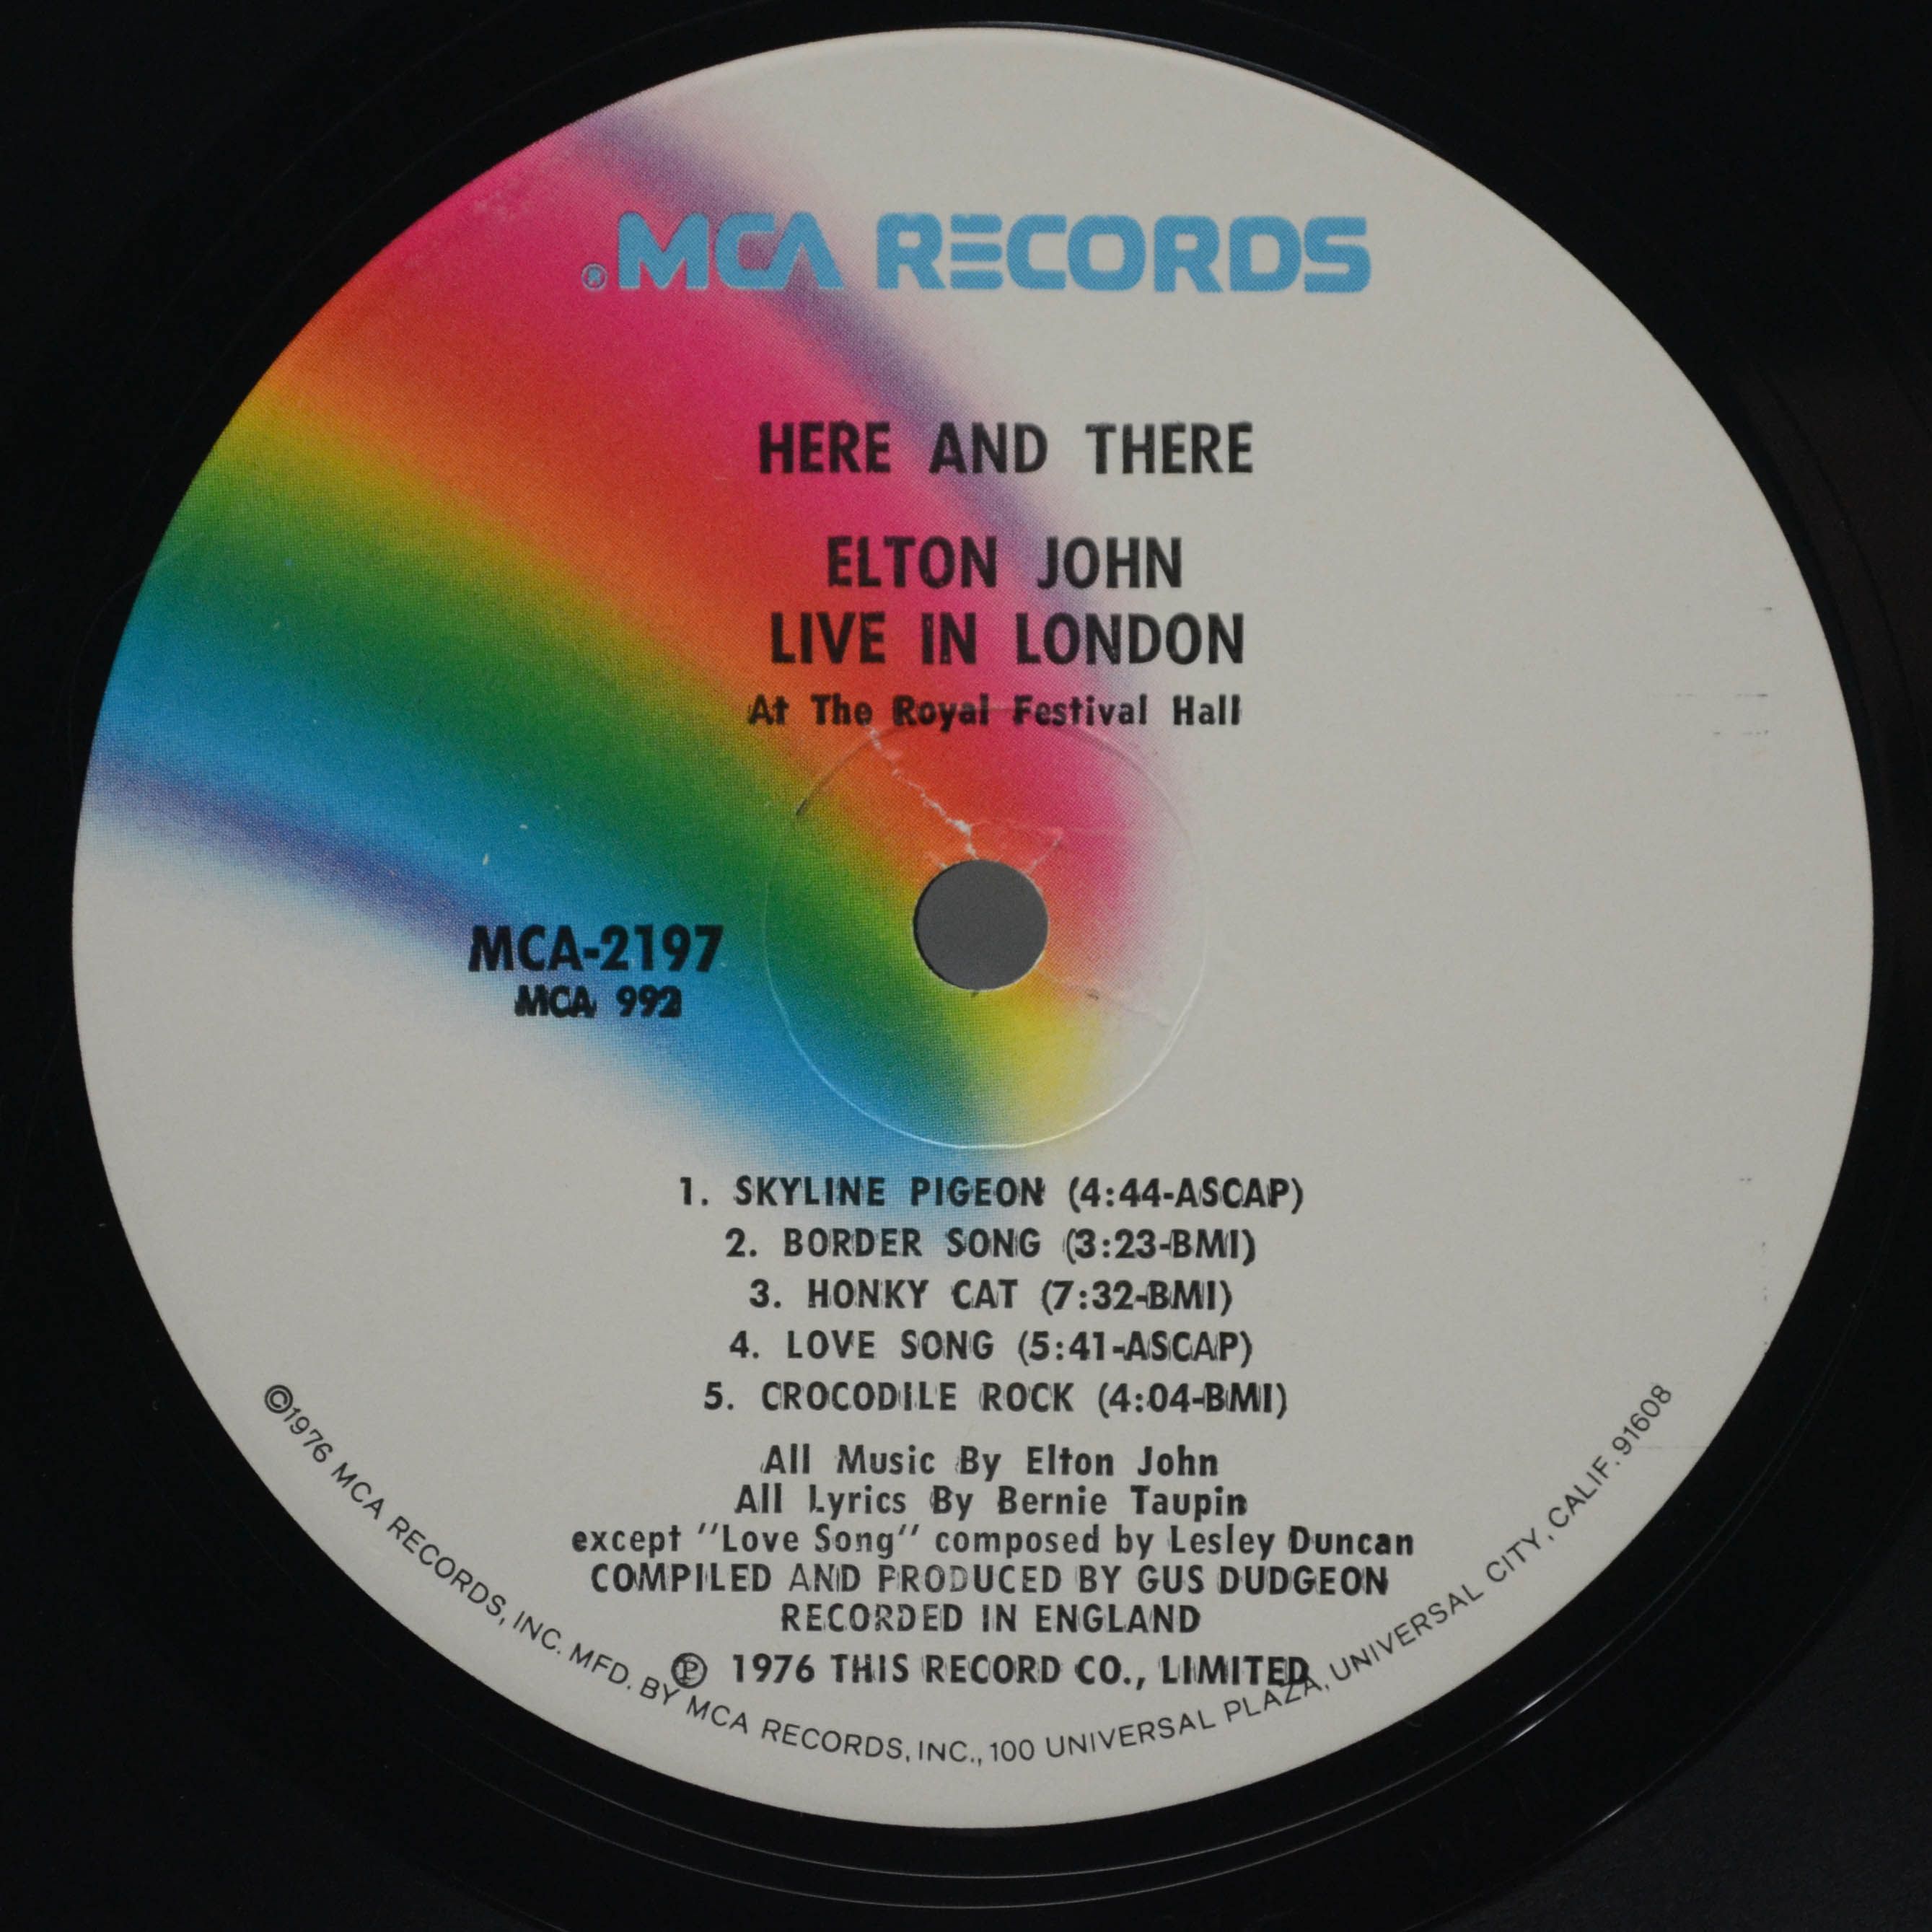 ® MCA RECORDS
HERE AND THERE
ELTON JOHN
LIVE IN LONDON
At The Royal Festival Hall
MCA-2197
MCA 992
1. SKYLINE PIGEON (4:44-ASCAP)
2. BORDER SONG (3:23-BMI)
3. HONKY CAT (7:32-BMI)
4. LOVE SONG (5:41-ASCAP)
5. CROCODILE ROCK (4:04-BMI)
All Music By Elton John
All Lyrics By Bernie Taupin
except "Love Song" composed by Lesley Duncan
COMPILED AND PRODUCED BY GUS DUDGEON
RECORDED IN ENGLAND
℗ 1976 THIS RECORD CO., LIMITED
©1976 MCA RECORDS, INC. MFD. BY MCA RECORDS, INC., 100 UNIVERSAL PLAZA, UNIVERSAL CITY, CALIF. 91608